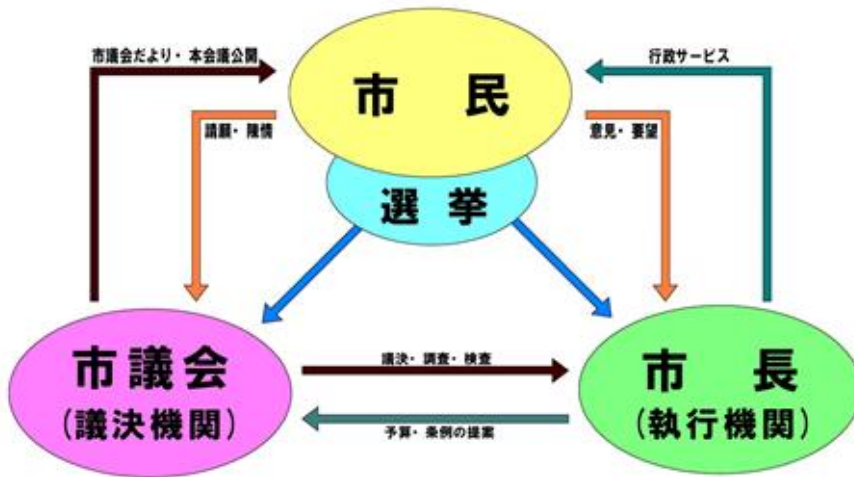 市議会だより・本会議公開
行政サービス
市　民
請願・陳情
意見・要望
選挙
市議会
(議決機関)
議決・調査・検査
予算・条例の提案
市　長
(執行機関)